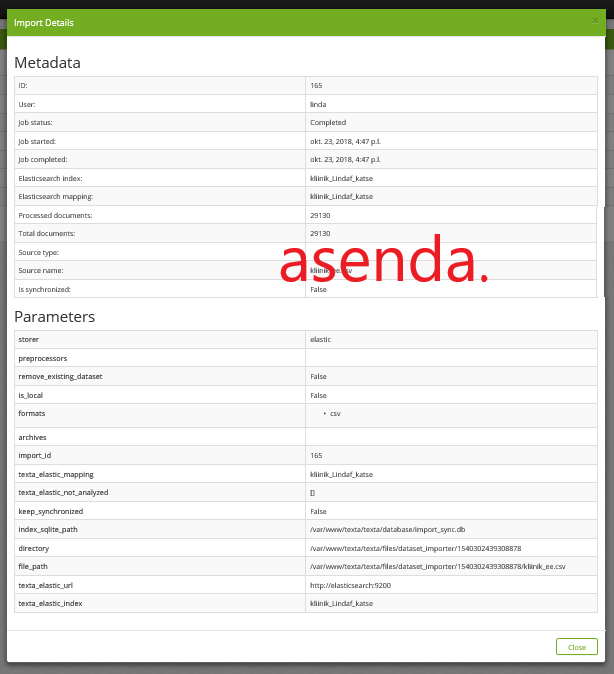 Import Details
×
Metadata
ID: 165
User: linda
Job status: Completed
Job started: okt. 23, 2018, 4:47 p.l.
Job completed: okt. 23, 2018, 4:47 p.l.
Elasticsearch index: kliinik_Lindaf_katse
Elasticsearch mapping: kliinik_Lindaf_katse
Processed documents: 29130
Total documents: 29130
Source type:
asenda.
Source name: kliinik_ee.csv
Is synchronized: False
Parameters
storer elastic
preprocessors
remove_existing_dataset False
is_local False
formats • csv
archives
import_id 165
texta_elastic_mapping kliinik_Lindaf_katse
texta_elastic_not_analyzed []
keep_synchronized False
index_sqlite_path /var/www/texta/texta/database/import_sync.db
directory /var/www/texta/texta/files/dataset_importer/1540302439308878
file_path /var/www/texta/texta/files/dataset_importer/1540302439308878/kliinik_ee.csv
texta_elastic_url http://elasticsearch:9200
texta_elastic_index kliinik_Lindaf_katse
Close